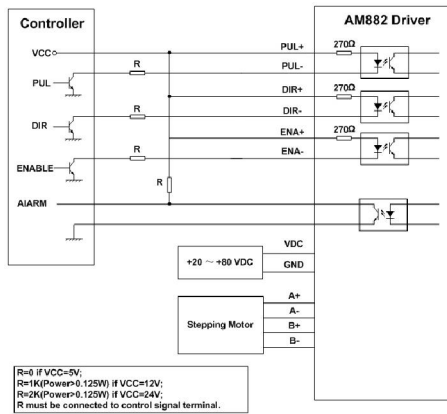 Controller
AM882 Driver
VCC
PUL+
270Ω
R
PUL-
PUL
DIR+
270Ω
R
DIR-
DIR
ENA+
270Ω
R
ENA-
ENABLE
R
AIARM
VDC
+20 ~ +80 VDC
GND
A+
A-
Stepping Motor
B+
B-
R=0 if VCC=5V;
R=1K(Power>0.125W) if VCC=12V;
R=2K(Power>0.125W) if VCC=24V;
R must be connected to control signal terminal.